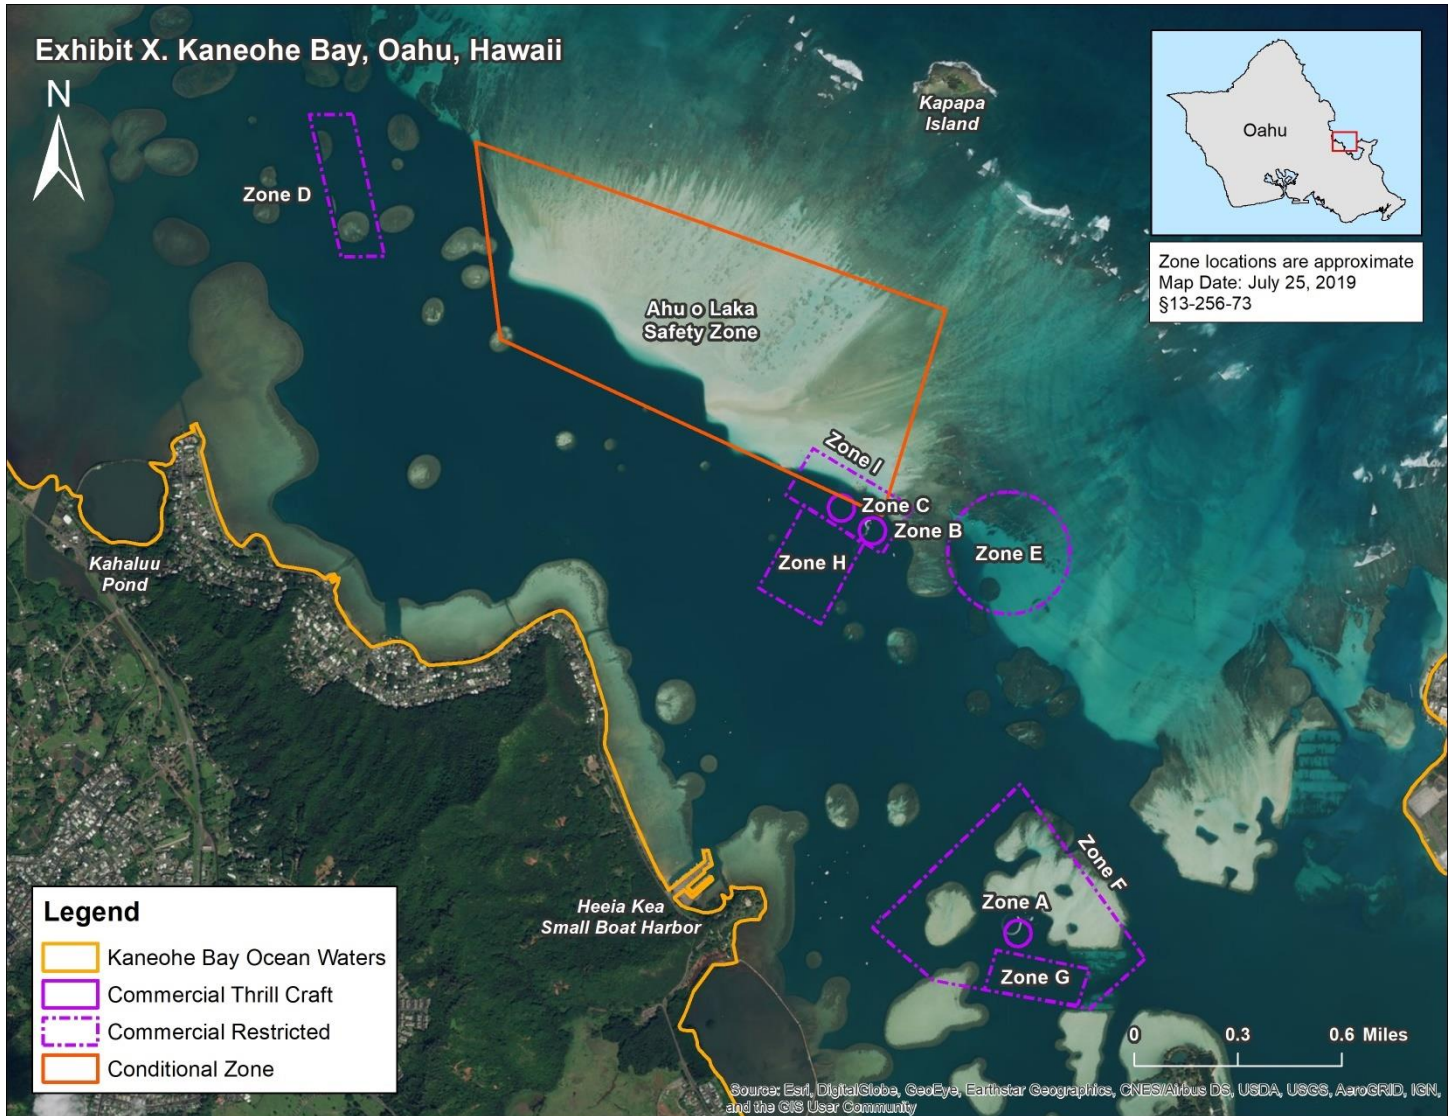 Exhibit X. Kaneohe Bay, Oahu, Hawaii
N
Kapapa
Island
Oahu
Zone locations are approximate
Map Date: July 25, 2019
§13-256-73
Zone D
Ahu o Laka
Safety Zone
Zone I
Zone C
Zone B
Zone E
Zone H
Kahaluu
Pond
Zone F
Zone A
Zone G
Heeia Kea
Small Boat Harbor
Legend
Kaneohe Bay Ocean Waters
Commercial Thrill Craft
Commercial Restricted
Conditional Zone
0 0.3 0.6 Miles
Source: Esri, DigitalGlobe, GeoEye, Earthstar Geographics, CNES/Airbus DS, USDA, USGS, AeroGRID, IGN,
and the GIS User Community